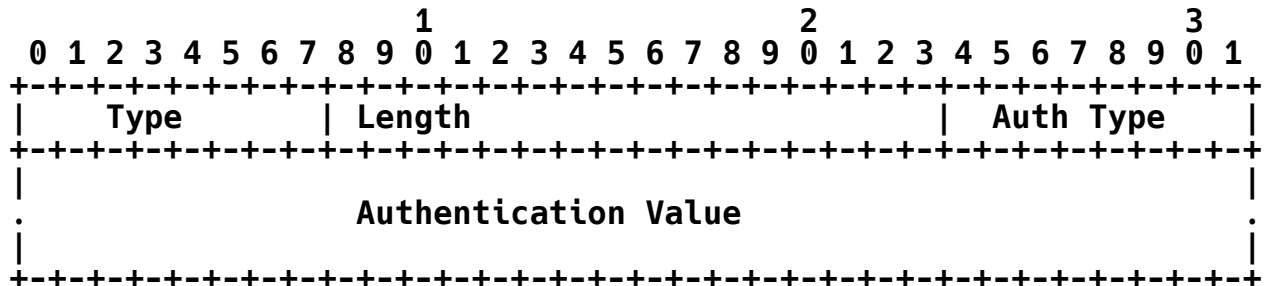 1                   2                   3
 0 1 2 3 4 5 6 7 8 9 0 1 2 3 4 5 6 7 8 9 0 1 2 3 4 5 6 7 8 9 0 1
+-+-+-+-+-+-+-+-+-+-+-+-+-+-+-+-+-+-+-+-+-+-+-+-+-+-+-+-+-+-+-+-+
|    Type       | Length                        |  Auth Type    |
+-+-+-+-+-+-+-+-+-+-+-+-+-+-+-+-+-+-+-+-+-+-+-+-+-+-+-+-+-+-+-+-+
|                                                               |
.                 Authentication Value                          .
|                                                               |
+-+-+-+-+-+-+-+-+-+-+-+-+-+-+-+-+-+-+-+-+-+-+-+-+-+-+-+-+-+-+-+-+